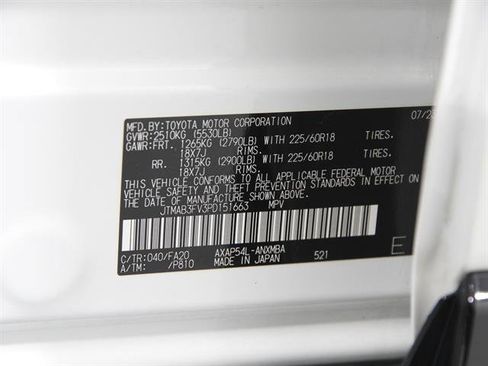 MFD.BY:TOYOTA MOTOR CORPORATION 07/2
GVWR:2510KG (5530LB)
GAWR:FRT. 1265KG (2790LB) WITH 225/60R18 TIRES.
18X7J RIMS.
RR. 1315KG (2900LB) WITH 225/60R18 TIRES.
18X7J RIMS.
THIS VEHICLE CONFORMS TO ALL APPLICABLE FEDERAL MOTOR
VEHICLE SAFETY AND THEFT PREVENTION STANDARDS IN EFFECT
ON THE DATE OF MANUFACTURE SHOWN ABOVE.
JTMAB3FV3PD151663 MPV
C/TR:040/FA20 AXAP54L-ANXMBA
A/TM: /P810 MADE IN JAPAN 521 E